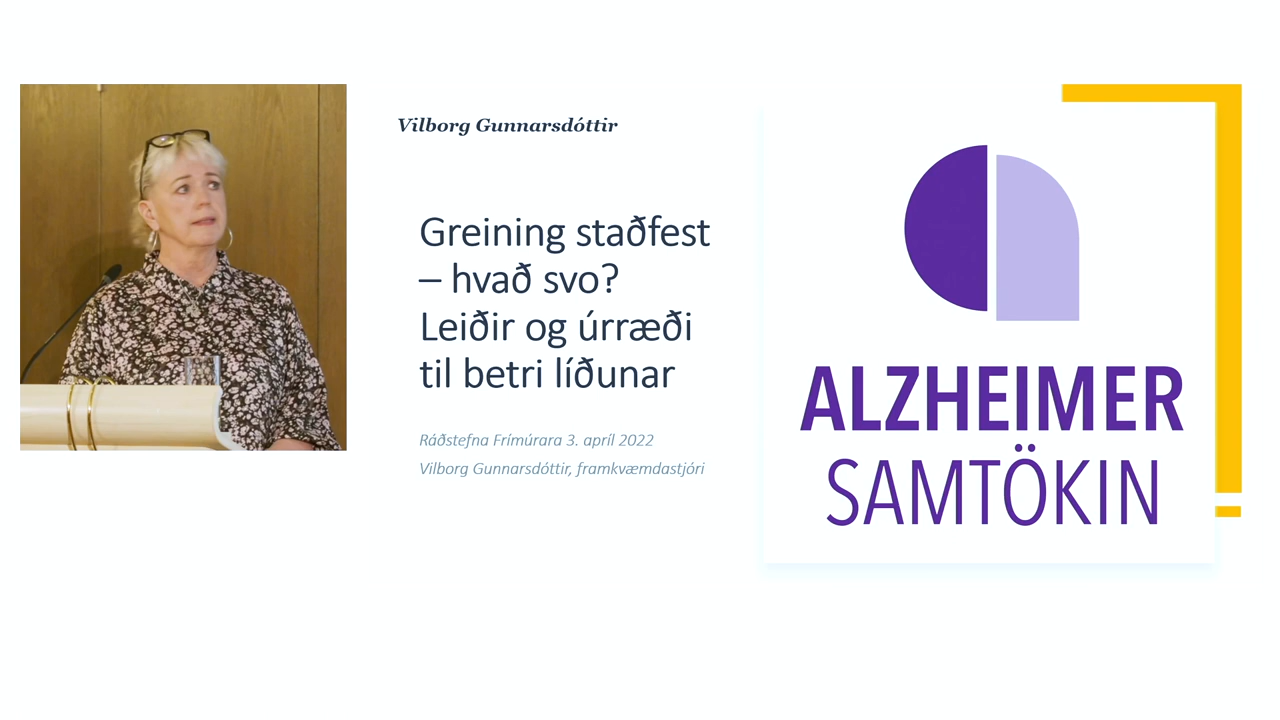 Vilborg Gunnarsdóttir
Greining staðfest
– hvað svo?
Leiðir og úrræði
til betri líðunar
Ráðstefna Frímúrara 3. apríl 2022
Vilborg Gunnarsdóttir, framkvæmdastjóri
ALZHEIMER
SAMTÖKIN